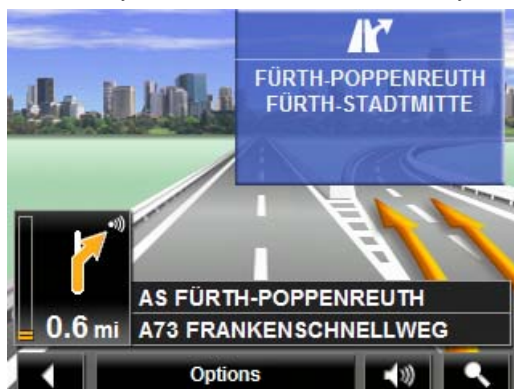 FÜRTH-POPPENREUTH
FÜRTH-STADTMITTE
AS FÜRTH-POPPENREUTH
0.6 mi
A73 FRANKENSCHNELLWEG
Options